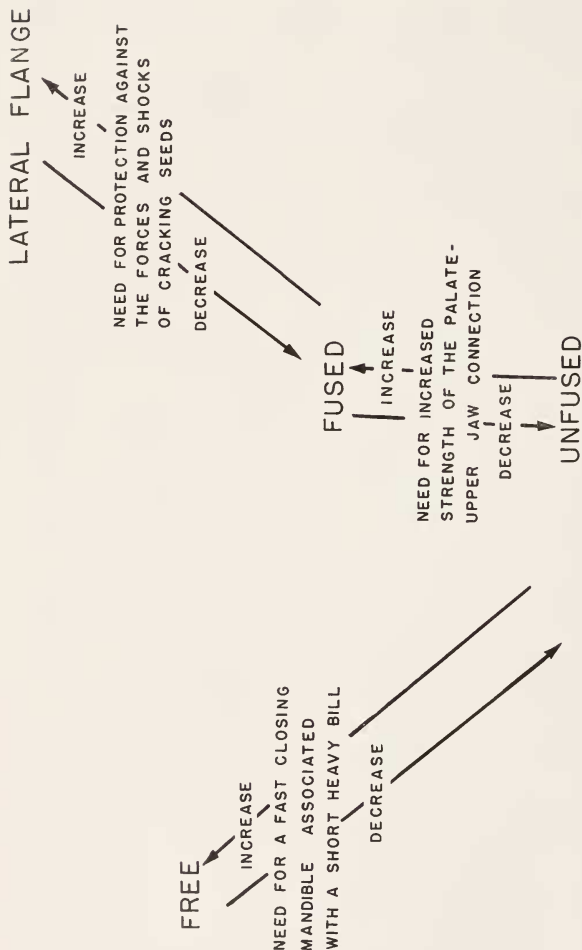 LATERAL FLANGE
INCREASE
NEED FOR PROTECTION AGAINST
THE FORCES AND SHOCKS
OF CRACKING SEEDS
DECREASE
FREE
INCREASE
NEED FOR A FAST CLOSING
MANDIBLE ASSOCIATED
WITH A SHORT HEAVY BILL
DECREASE
FUSED
INCREASE
NEED FOR INCREASED
STRENGTH OF THE PALATE-
UPPER JAW CONNECTION
DECREASE
UNFUSED